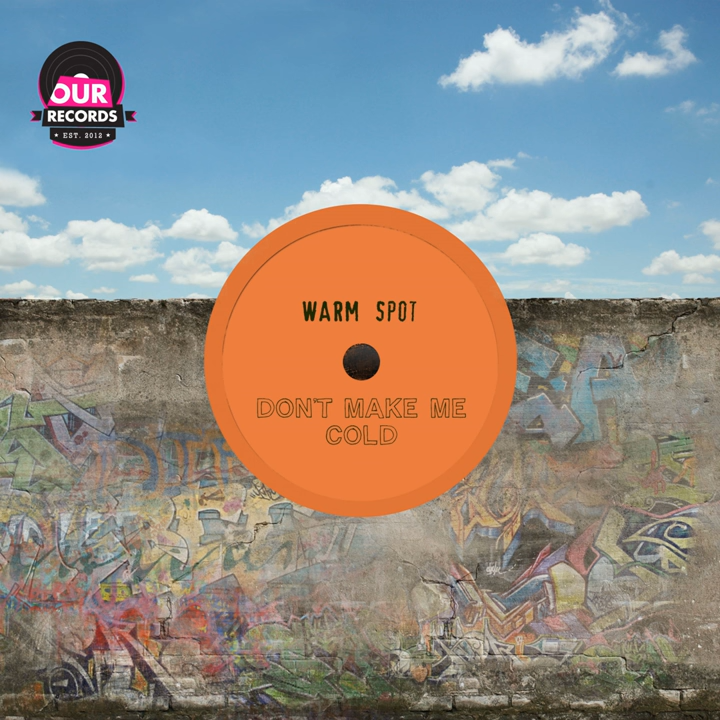 OUR
RECORDS
★ EST. 2012 ★
WARM SPOT
DON'T MAKE ME
COLD